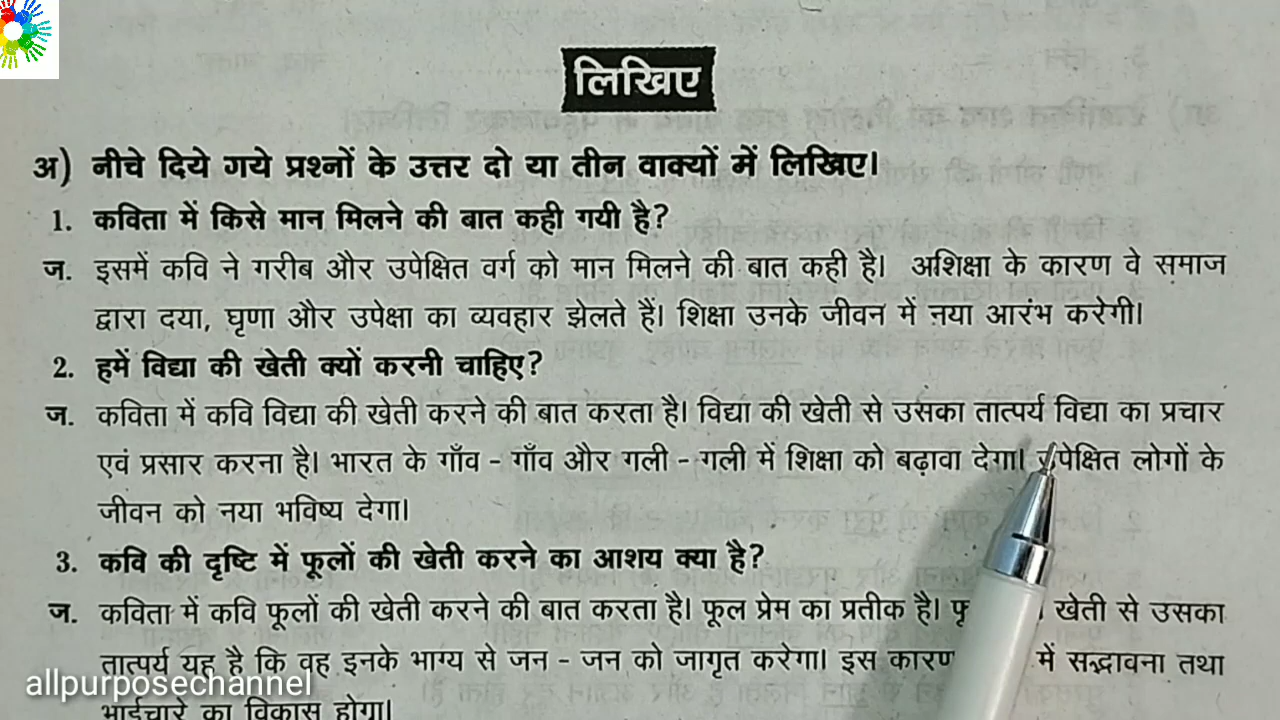 लिखिए
अ) नीचे दिये गये प्रश्नों के उत्तर दो या तीन वाक्यों में लिखिए।
1. कविता में किसे मान मिलने की बात कही गयी है?
ज. इसमें कवि ने गरीब और उपेक्षित वर्ग को मान मिलने की बात कही है। अशिक्षा के कारण वे समाज
द्वारा दया, घृणा और उपेक्षा का व्यवहार झेलते हैं। शिक्षा उनके जीवन में नया आरंभ करेगी।
2. हमें विद्या की खेती क्यों करनी चाहिए?
ज. कविता में कवि विद्या की खेती करने की बात करता है। विद्या की खेती से उसका तात्पर्य विद्या का प्रचार
एवं प्रसार करना है। भारत के गाँव - गाँव और गली - गली में शिक्षा को बढ़ावा देगा। लोगों के
जीवन को नया भविष्य देगा।
3. कवि की दृष्टि में फूलों की खेती करने का आशय क्या है?
ज. कविता में कवि फूलों की खेती करने की बात करता है। फूल प्रेम का प्रतीक है। खेती से उसका
तात्पर्य यह है कि वह इनके भाग्य से जन - जन को जागृत करेगा। इस कारण में सद्भावना तथा
भाईचारे का विकास होगा।
allpurposechannel